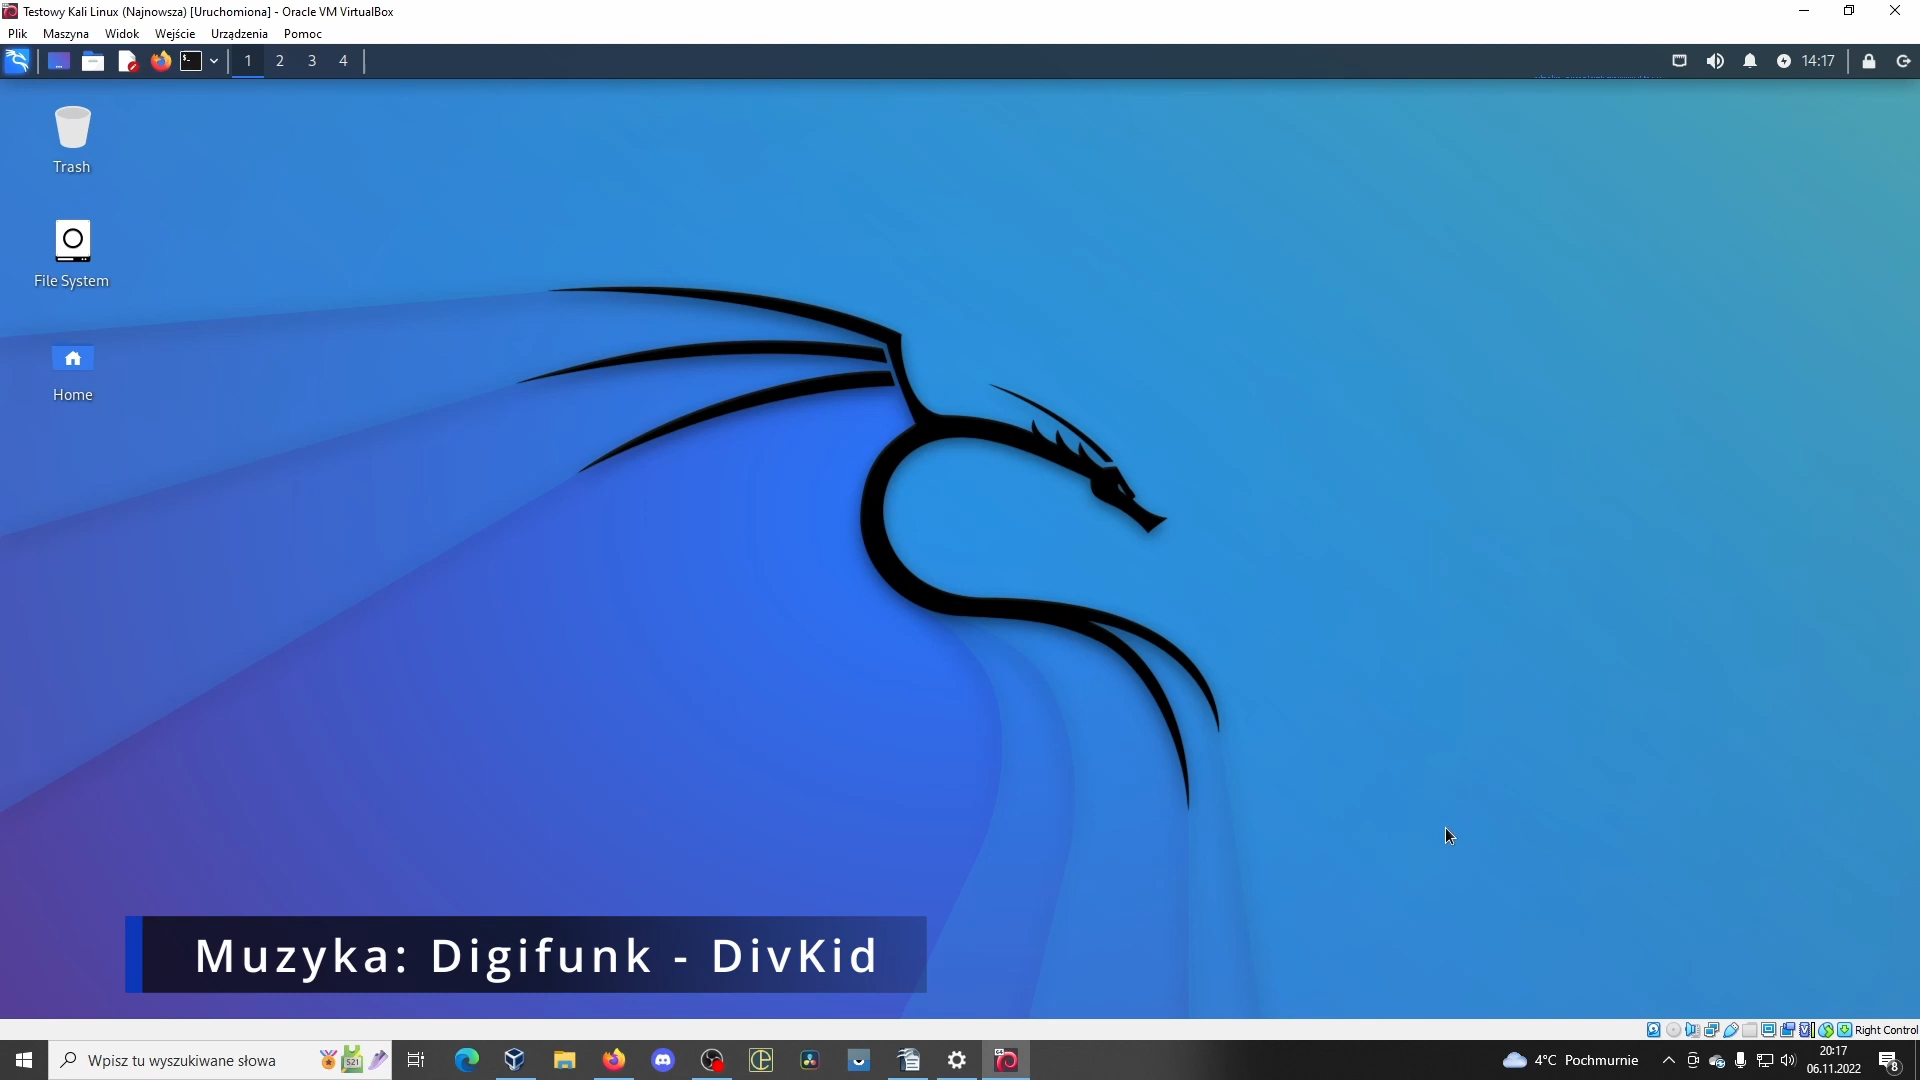 Testowy Kali Linux (Najnowsza) [Uruchomiona] - Oracle VM VirtualBox
Plik Maszyna Widok Wejście Urządzenia Pomoc
1 2 3 4
14:17
Trash
File System
Home
Muzyka: Digifunk - DivKid
Right Control
Wpisz tu wyszukiwane słowa
521
4°C Pochmurnie
20:17
06.11.2022
8